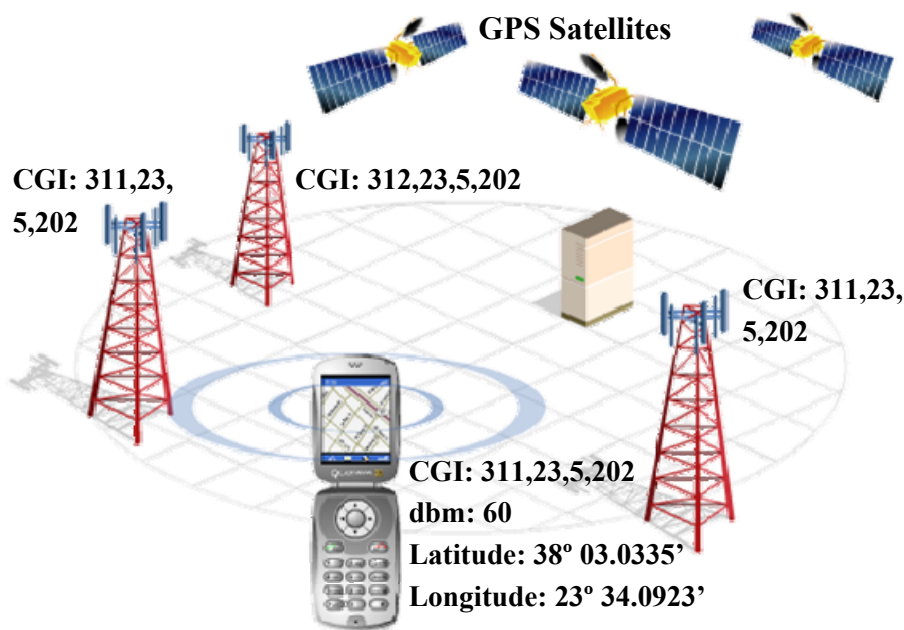 GPS Satellites
CGI: 311,23,
5,202
CGI: 312,23,5,202
CGI: 311,23,
5,202
CGI: 311,23,5,202
dbm: 60
Latitude: 38º 03.0335’
Longitude: 23º 34.0923’